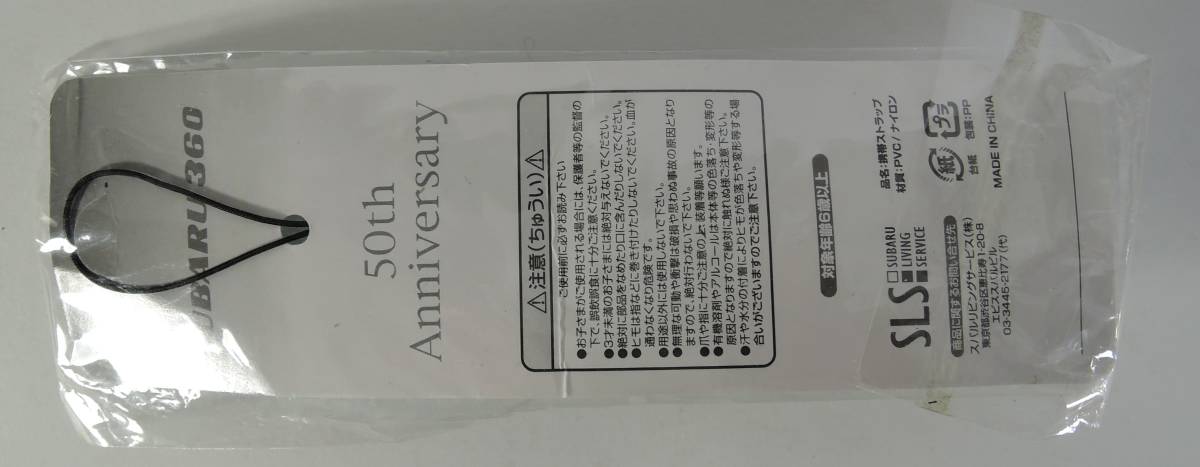 UBARU 360
50th
Anniversary
⚠注意(ちゅうい)⚠
ご使用前に必ずお読み下さい
●お子さまがご使用される場合には、保護者等の監督の
下で、誤飲誤食に十分ご注意ください。
●3才未満のお子さまには絶対与えないでください。
●絶対に部品をなめたり口に含んだりしないでください。
●ヒモは指などに巻き付けたりしないでください。血が
通わなくなり危険です。
●用途以外には使用しないで下さい。
●無理な可動や衝撃は破損や思わぬ事故の原因となり
ますので、絶対行わないで下さい。
●爪や指に十分ご注意の上、装着等願います。
●有機溶剤やアルコールは本体等の色落ち・変形等の
原因となりますので絶対に触れぬ様ご注意下さい。
●汗や水分の付着によりヒモが色落ちや変形等する場
合いがございますのでご注意下さい。
対象年齢16歳以上
品名:携帯ストラップ
材質:PVC/ナイロン
SLS
SUBARU
LIVING
SERVICE
紙
プラ
台紙
包装:PP
商品に関するお問い合せ先
スバルリビングサービス(株)
東京都渋谷区恵比寿1-20-8
エビススバルビル
03-3445-2177(代)
MADE IN CHINA